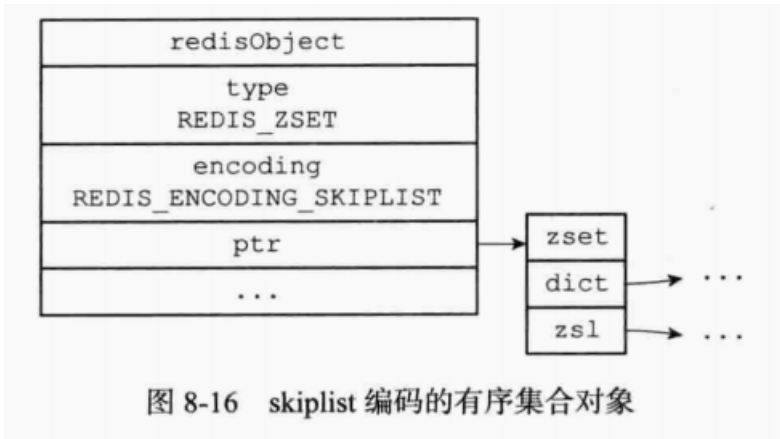 redisObject
type
REDIS_ZSET
encoding
REDIS_ENCODING_SKIPLIST
ptr
...
zset
dict
...
zsl
...
图 8-16 skiplist 编码的有序集合对象